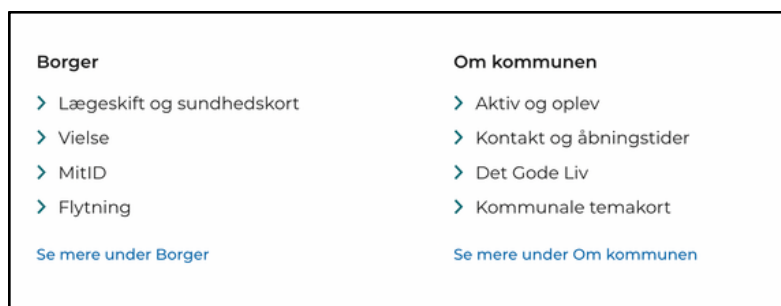 Borger
Lægeskift og sundhedskort
Vielse
MitID
Flytning
Se mere under Borger
Om kommunen
Aktiv og oplev
Kontakt og åbningstider
Det Gode Liv
Kommunale temakort
Se mere under Om kommunen